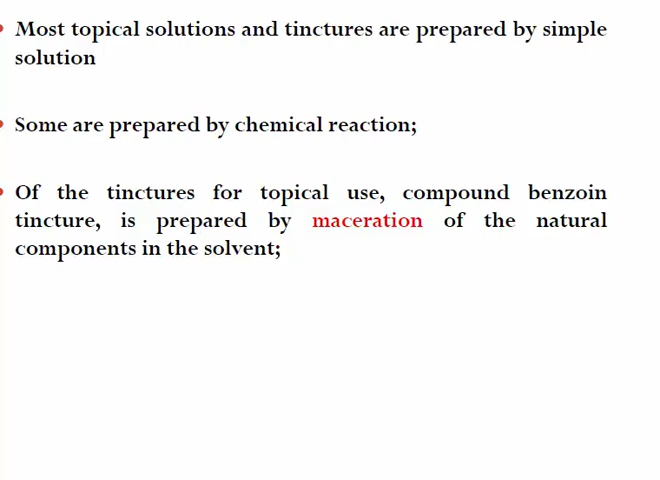 Most topical solutions and tinctures are prepared by simple
solution
Some are prepared by chemical reaction;
Of the tinctures for topical use, compound benzoin
tincture, is prepared by maceration of the natural
components in the solvent;